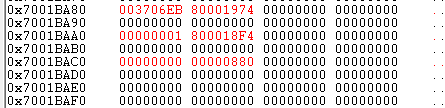 0x7001BA80 003706EB 80001974 00000000 00000000
0x7001BA90 00000000 00000000 00000000 00000000
0x7001BAA0 00000001 800018F4 00000000 00000000
0x7001BAB0 00000000 00000000 00000000 00000000
0x7001BAC0 00000000 00000880 00000000 00000000
0x7001BAD0 00000000 00000000 00000000 00000000
0x7001BAE0 00000000 00000000 00000000 00000000
0x7001BAF0 00000000 00000000 00000000 00000000